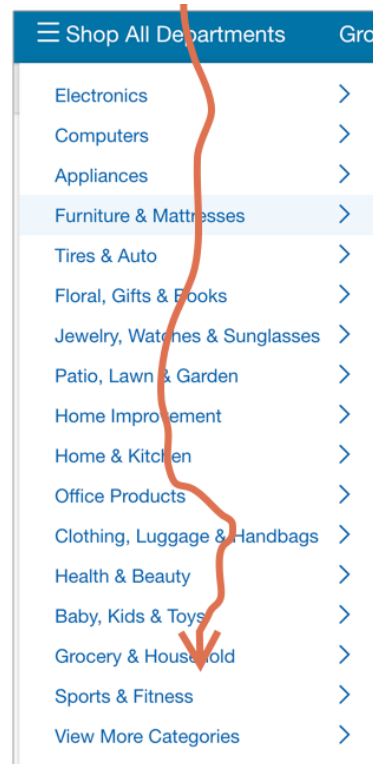 Shop All Departments Gro
Electronics
Computers
Appliances
Furniture & Mattresses
Tires & Auto
Floral, Gifts & Books
Jewelry, Watches & Sunglasses
Patio, Lawn & Garden
Home Improvement
Home & Kitchen
Office Products
Clothing, Luggage & Handbags
Health & Beauty
Baby, Kids & Toys
Grocery & Household
Sports & Fitness
View More Categories